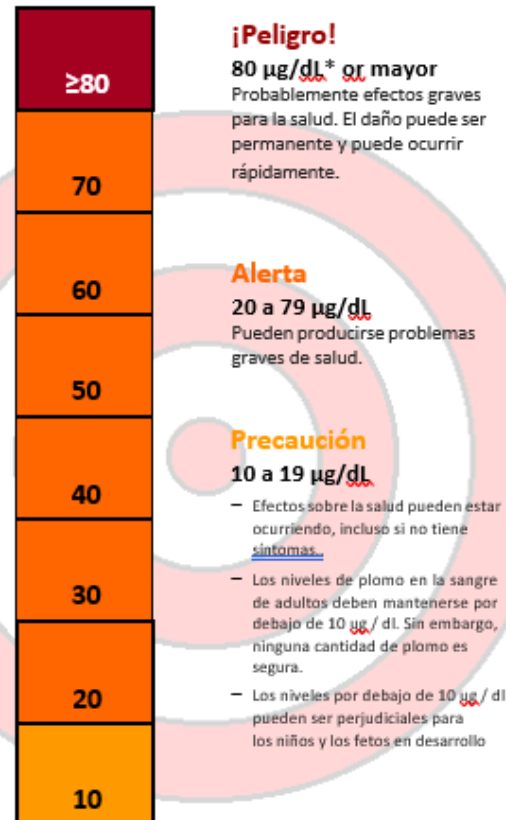 ≥80
70
60
50
40
30
20
10
¡Peligro!
80 µg/dL* or mayor
Probablemente efectos graves
para la salud. El daño puede ser
permanente y puede ocurrir
rápidamente.
Alerta
20 a 79 µg/dL
Pueden producirse problemas
graves de salud.
Precaución
10 a 19 µg/dL
– Efectos sobre la salud pueden estar
ocurriendo, incluso si no tiene
síntomas..
– Los niveles de plomo en la sangre
de adultos deben mantenerse por
debajo de 10 µg / dl. Sin embargo,
ninguna cantidad de plomo es
segura.
– Los niveles por debajo de 10 µg / dl
pueden ser perjudiciales para
los niños y los fetos en desarrollo